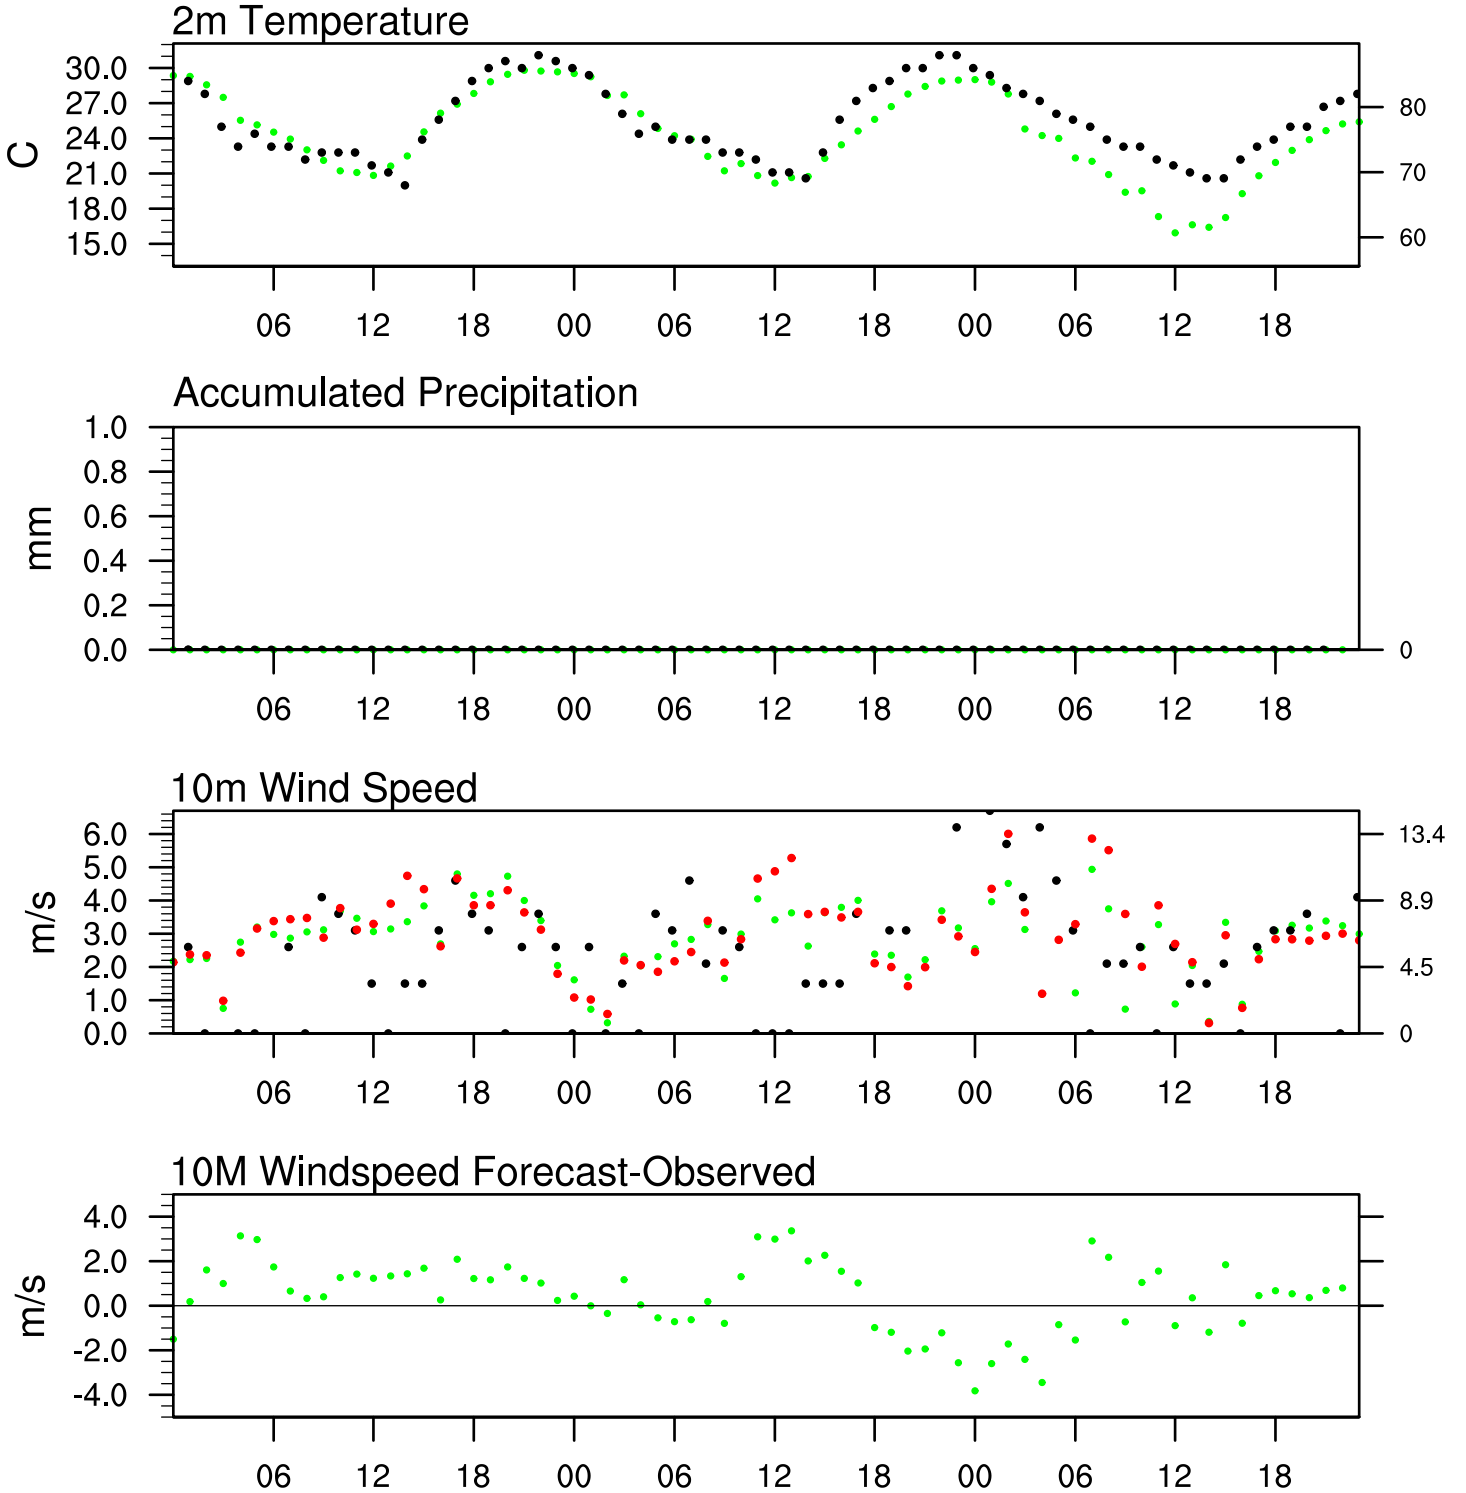 2m Temperature
30.0
27.0
24.0
21.0
18.0
15.0
C
80
70
60
06 12 18 00 06 12 18 00 06 12 18
Accumulated Precipitation
1.0
0.8
0.6
0.4
0.2
0.0
mm
0
06 12 18 00 06 12 18 00 06 12 18
10m Wind Speed
6.0
5.0
4.0
3.0
2.0
1.0
0.0
m/s
13.4
8.9
4.5
0
06 12 18 00 06 12 18 00 06 12 18
10M Windspeed Forecast-Observed
4.0
2.0
0.0
-2.0
-4.0
m/s
06 12 18 00 06 12 18 00 06 12 18